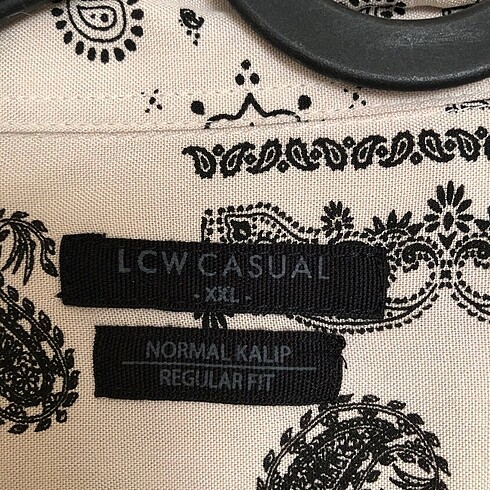 LCW CASUAL
- XXL -
NORMAL KALIP
REGULAR FIT